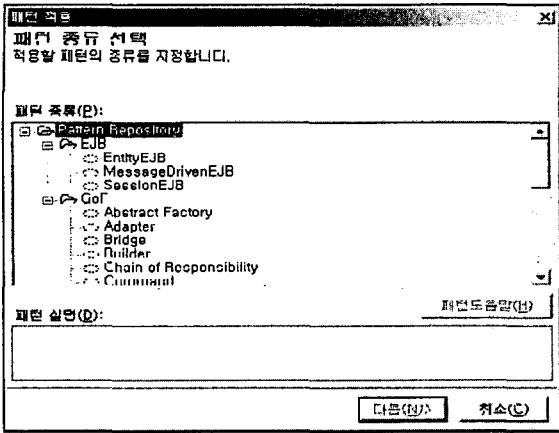 패턴 적용
패턴 종류 선택
적용할 패턴의 종류를 지정합니다.
패턴 종류(P):
Pattern Repository
EJB
EntityEJB
MessageDrivenEJB
SessionEJB
GoF
Abstract Factory
Adapter
Bridge
Builder
Chain of Responsibility
Command
패턴도움말(H)
패턴 설명(D):
다음(N)>
취소(C)